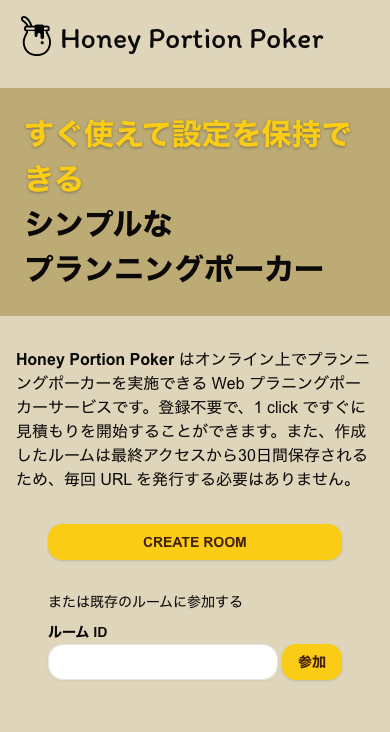 Honey Portion Poker
すぐ使えて設定を保持で
きる
シンプルな
プランニングポーカー
Honey Portion Poker はオンライン上でプランニ
ングポーカーを実施できる Web プラニングポー
カーサービスです。登録不要で、1 click ですぐに
見積もりを開始することができます。また、作成
したルームは最終アクセスから30日間保存される
ため、毎回 URL を発行する必要はありません。
CREATE ROOM
または既存のルームに参加する
ルーム ID
参加